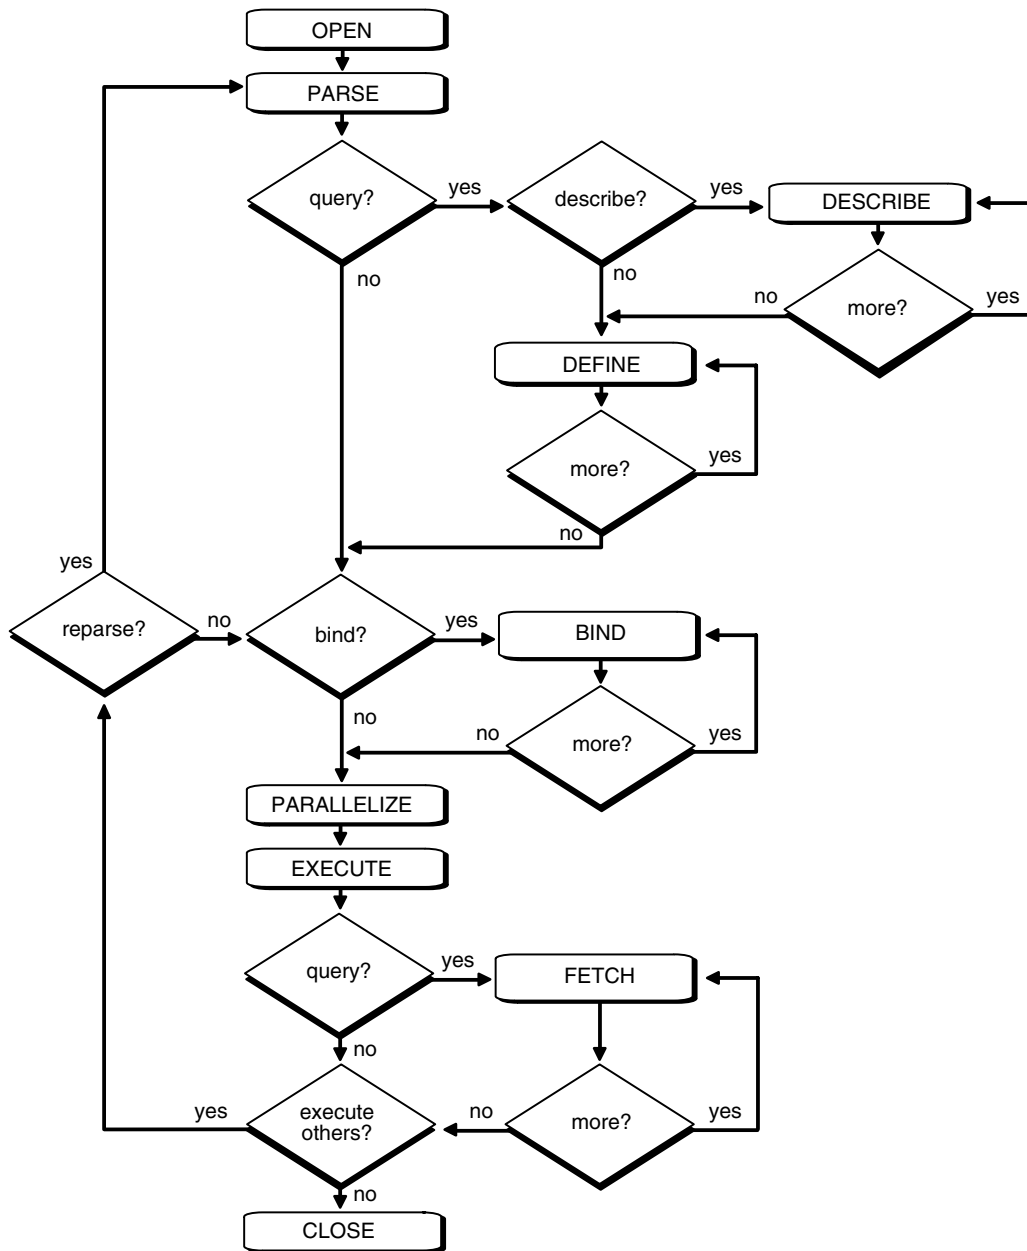 OPEN
PARSE
query?
yes
describe?
yes
DESCRIBE
no
no
no
more?
yes
DEFINE
more?
yes
no
yes
reparse?
no
bind?
yes
BIND
no
no
more?
yes
PARALLELIZE
EXECUTE
query?
yes
FETCH
no
yes
execute
others?
no
more?
yes
no
CLOSE